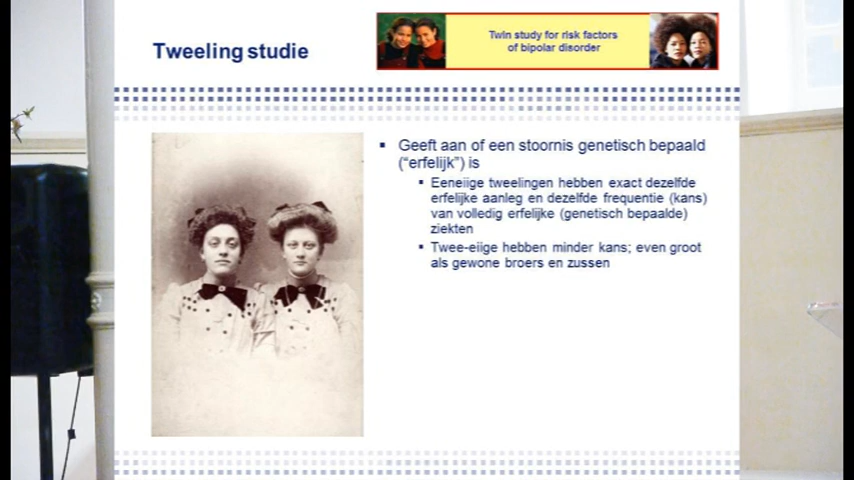 Tweeling studie
Twin study for risk factors
of bipolar disorder
Geeft aan of een stoornis genetisch bepaald
("erfelijk") is
Eeneiige tweelingen hebben exact dezelfde
erfelijke aanleg en dezelfde frequentie (kans)
van volledig erfelijke (genetisch bepaalde)
ziekten
Twee-eiige hebben minder kans; even groot
als gewone broers en zussen